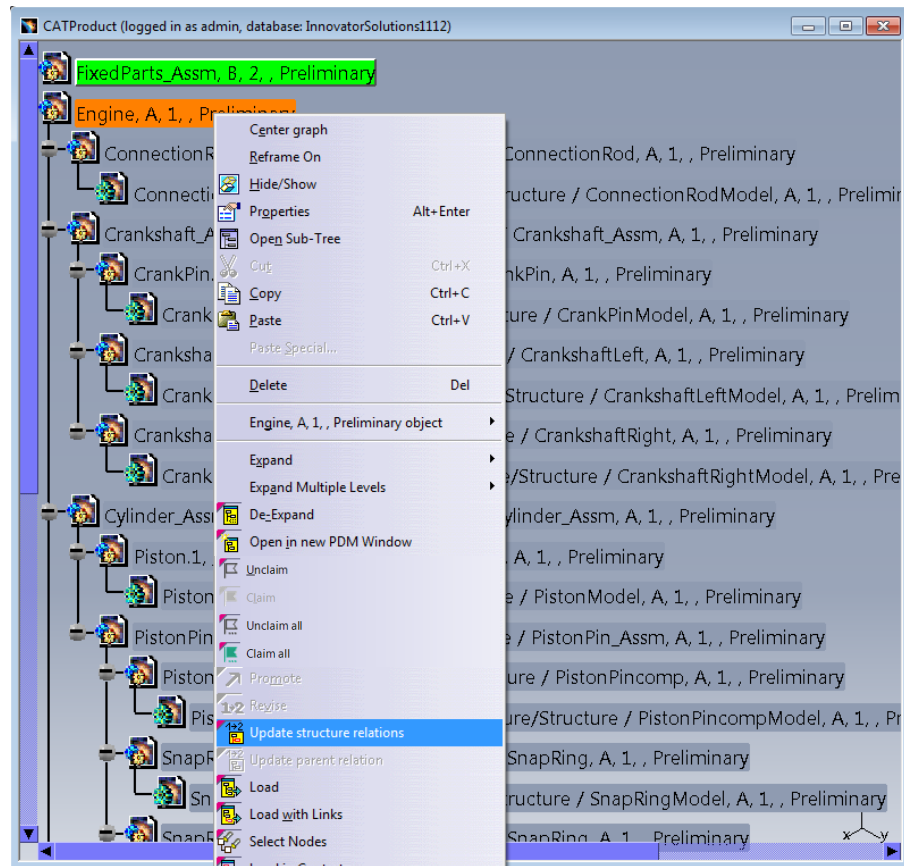 CATProduct (logged in as admin, database: InnovatorSolutions1112)
FixedParts_Assm, B, 2, , Preliminary
Engine, A, 1, , Preliminary
Center graph
ConnectionR
Reframe On
ConnectionRod, A, 1, , Preliminary
Hide/Show
Connecti
ructure / ConnectionRodModel, A, 1, , Prelimin
Properties Alt+Enter
Crankshaft_A
Open Sub-Tree
/ Crankshaft_Assm, A, 1, , Preliminary
Cut Ctrl+X
CrankPin.
nkPin, A, 1, , Preliminary
Copy Ctrl+C
Crank
ure / CrankPinModel, A, 1, , Preliminary
Paste Ctrl+V
Paste Special...
Cranksha
/ CrankshaftLeft, A, 1, , Preliminary
Delete Del
Crank
Structure / CrankshaftLeftModel, A, 1, , Prelim
Engine, A, 1, , Preliminary object
Cranksha
e / CrankshaftRight, A, 1, , Preliminary
Expand
Crank
e/Structure / CrankshaftRightModel, A, 1, , Pre
Expand Multiple Levels
De-Expand
Cylinder_Assi
ylinder_Assm, A, 1, , Preliminary
Open in new PDM Window
Piston.1,
, A, 1, , Preliminary
Unclaim
Claim
Piston
e / PistonModel, A, 1, , Preliminary
Unclaim all
PistonPin
e / PistonPin_Assm, A, 1, , Preliminary
Claim all
Promote
Piston
ure / PistonPincomp, A, 1, , Preliminary
Revise
Pis
ure/Structure / PistonPincompModel, A, 1, , Pr
Update structure relations
Update parent relation
SnapR
SnapRing, A, 1, , Preliminary
Load
Sn
ructure / SnapRingModel, A, 1, , Preliminary
Load with Links
Select Nodes
SnapR
SnapRing, A, 1, , Preliminary
x
y